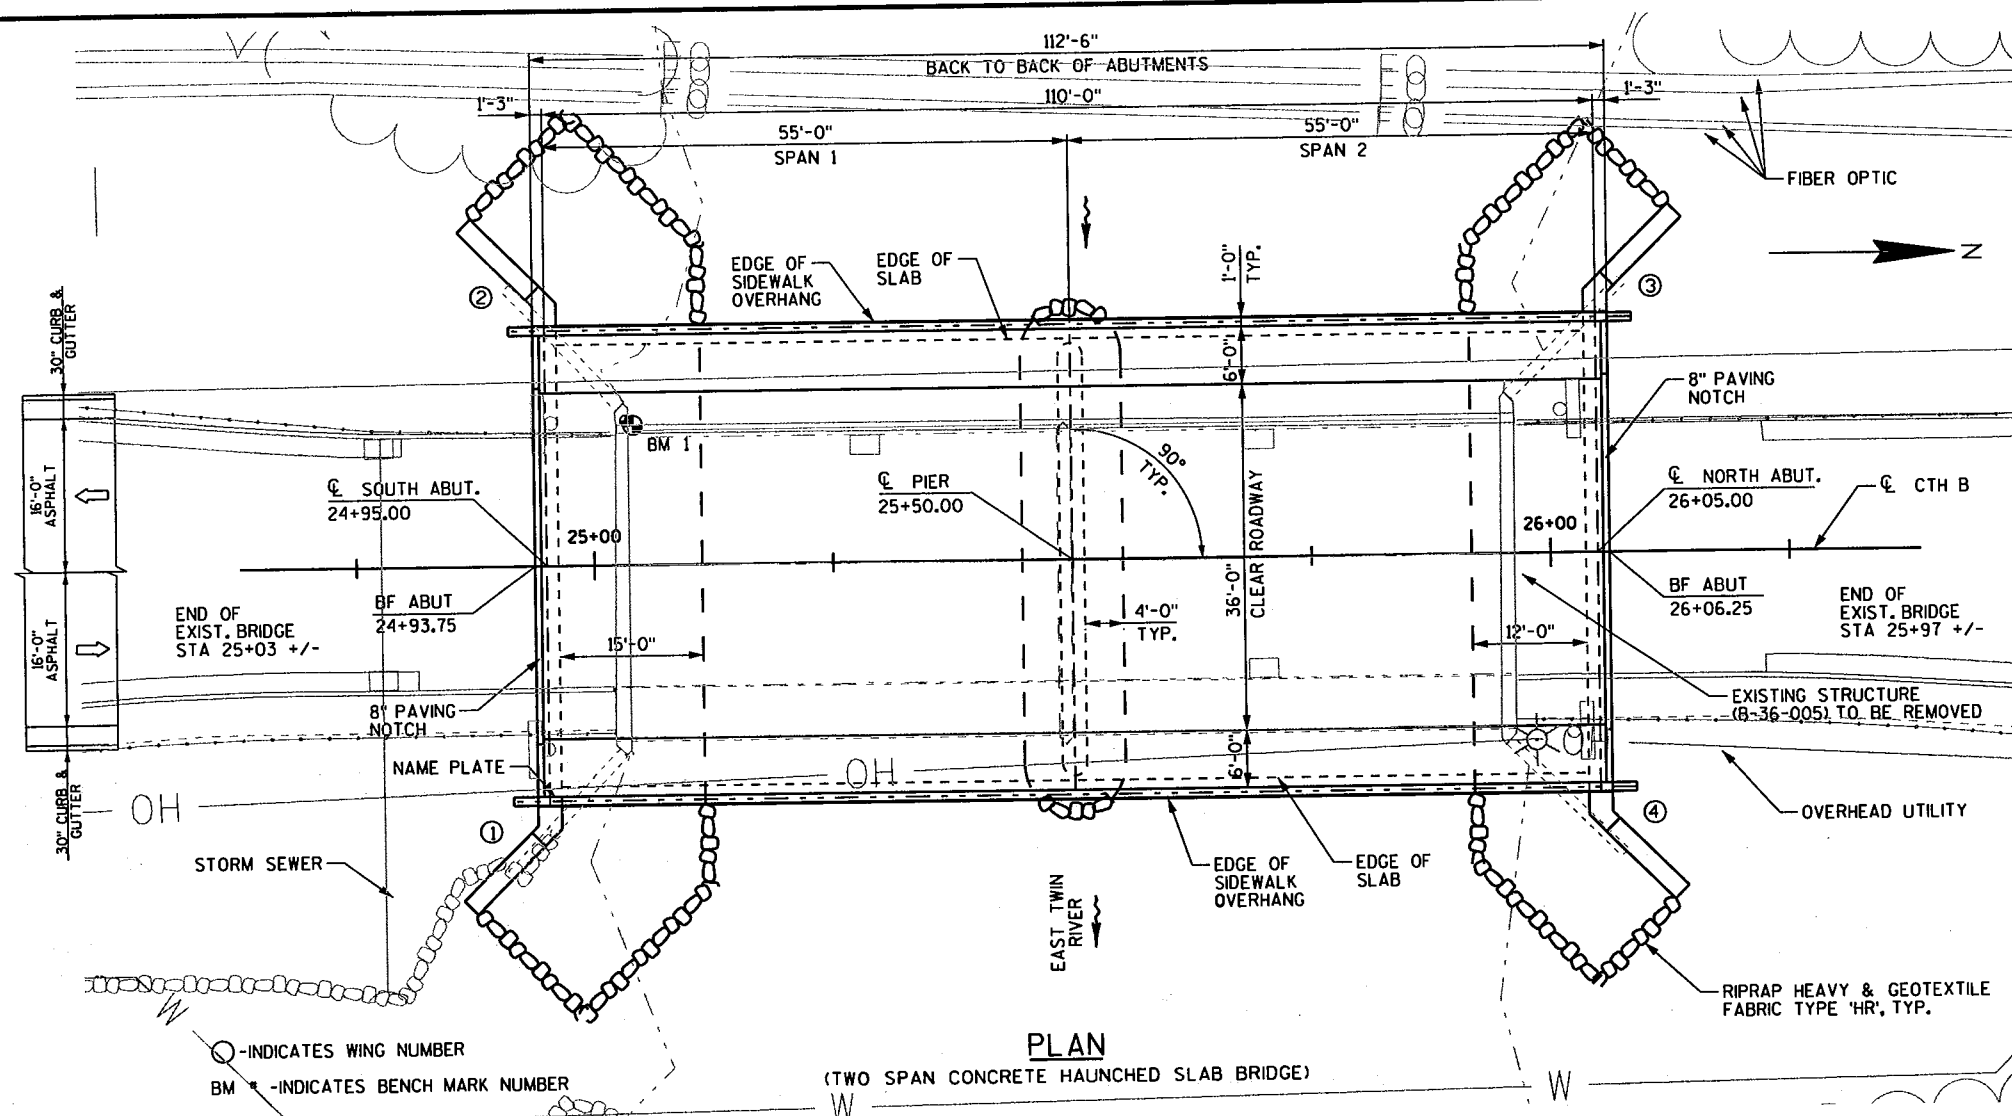 112'-6"
BACK TO BACK OF ABUTMENTS
1'-3"
110'-0"
1'-3"
55'-0"
SPAN 1
55'-0"
SPAN 2
FO
FO
FO
FO
FIBER OPTIC
N
EDGE OF
SIDEWALK
OVERHANG
EDGE OF
SLAB
1'-0"
TYP.
2
3
30" CURB &
GUTTER
6'-0"
8" PAVING
NOTCH
BM 1
90°
TYP.
16'-0"
ASPHALT
℄ SOUTH ABUT.
24+95.00
℄ PIER
25+50.00
℄ NORTH ABUT.
26+05.00
℄ CTH B
25+00
26+00
36'-0"
CLEAR ROADWAY
BF ABUT
24+93.75
BF ABUT
26+06.25
END OF
EXIST. BRIDGE
STA 25+03 +/-
END OF
EXIST. BRIDGE
STA 25+97 +/-
4'-0"
TYP.
15'-0"
12'-0"
16'-0"
ASPHALT
8" PAVING
NOTCH
EXISTING STRUCTURE
(B-36-005) TO BE REMOVED
NAME PLATE
6'-0"
OH
OH
30" CURB &
GUTTER
1
4
OVERHEAD UTILITY
STORM SEWER
EDGE OF
SIDEWALK
OVERHANG
EDGE OF
SLAB
EAST TWIN
RIVER
RIPRAP HEAVY & GEOTEXTILE
FABRIC TYPE 'HR', TYP.
W
-INDICATES WING NUMBER
BM # -INDICATES BENCH MARK NUMBER
PLAN
(TWO SPAN CONCRETE HAUNCHED SLAB BRIDGE)
W
W